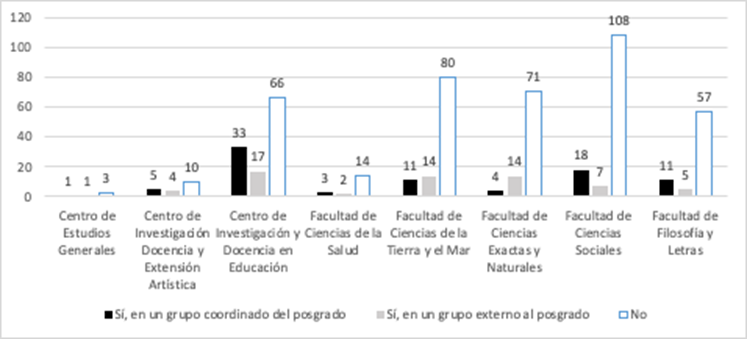 120
108
100
80
80
71
66
60
57
40
33
20
17
18
14
14
14
11
11
10
5
4
3
3
2
4
7
5
1
1
0
Centro de
Estudios
Generales
Centro de
Investigación
Docencia y
Extensión
Artística
Centro de
Investigación y
Docencia en
Educación
Facultad de
Ciencias de la
Salud
Facultad de
Ciencias de la
Tierra y el Mar
Facultad de
Ciencias
Exactas y
Naturales
Facultad de
Ciencias
Sociales
Facultad de
Filosofía y
Letras
Sí, en un grupo coordinado del posgrado
Sí, en un grupo externo al posgrado
No